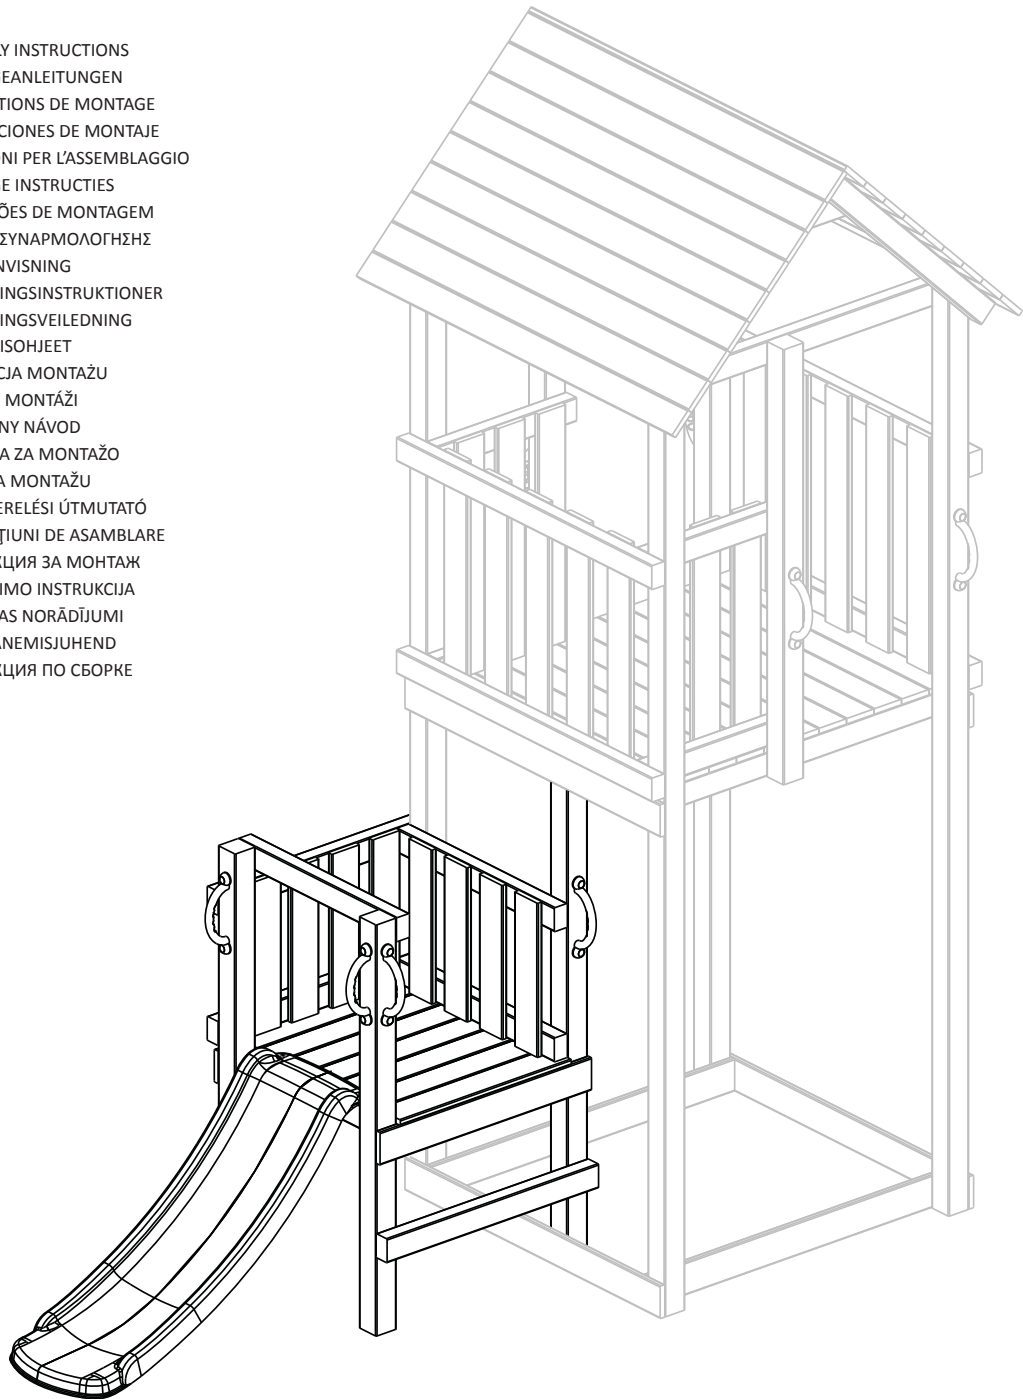 LY INSTRUCTIONS
EANLEITUNGEN
TIONS DE MONTAGE
CIONES DE MONTAJE
NI PER L’ASSEMBLAGGIO
E INSTRUCTIES
ÕES DE MONTAGEM
ΣΥΝΑΡΜΟΛΟΓΗΣΗΣ
NVISNING
INGSINSTRUKTIONER
INGSVEILEDNING
ISOHJEET
CJA MONTAŻU
MONTÁŽI
NY NÁVOD
A ZA MONTAŽO
A MONTAŽU
ERELÉSI ÚTMUTATÓ
ŢIUNI DE ASAMBLARE
КЦИЯ ЗА МОНТАЖ
IMO INSTRUKCIJA
AS NORĀDĪJUMI
ANEMISJUHEND
КЦИЯ ПО СБОРКЕ